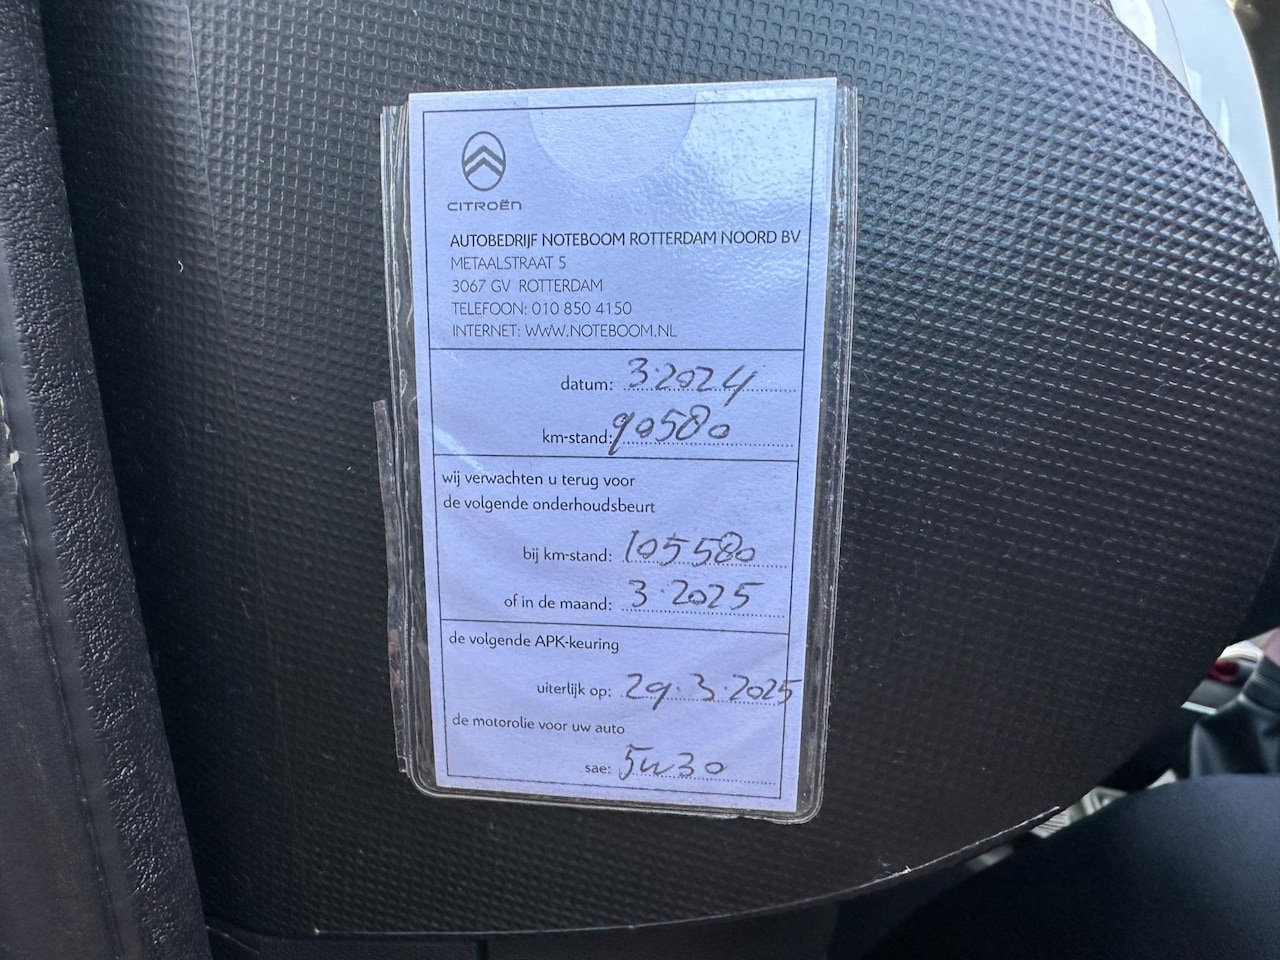 CITROËN
AUTOBEDRIJF NOTEBOOM ROTTERDAM NOORD BV
METAALSTRAAT 5
3067 GV ROTTERDAM
TELEFOON: 010 850 4150
INTERNET: WWW.NOTEBOOM.NL
datum: 3.2024
km-stand: 90580
wij verwachten u terug voor
de volgende onderhoudsbeurt
bij km-stand: 105580
of in de maand: 3.2025
de volgende APK-keuring
uiterlijk op: 29.3.2025
de motorolie voor uw auto
sae: 5w30